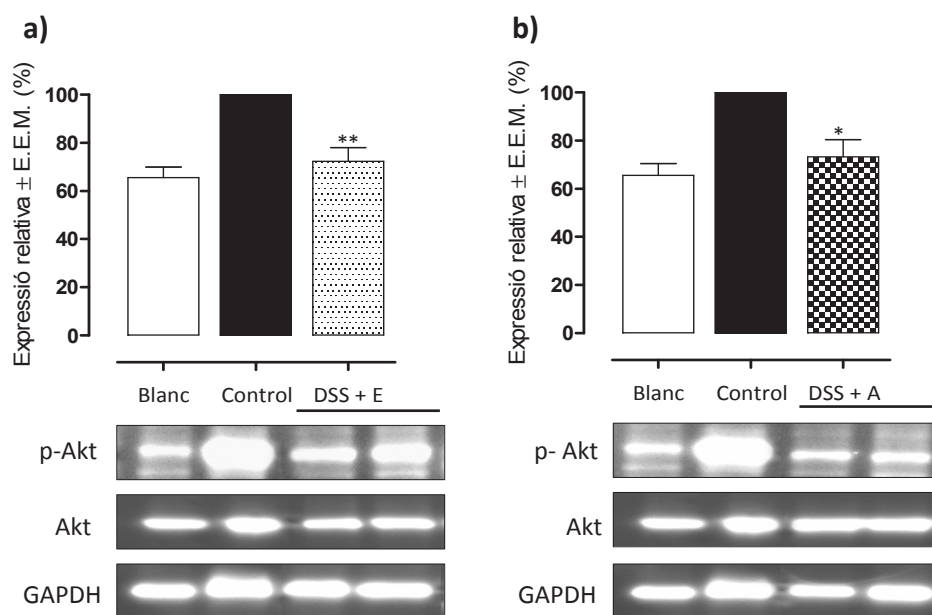 a)
Expressió relativa ± E.E.M. (%)
100
80
60
40
20
0
**
Blanc Control DSS + E
p-Akt
Akt
GAPDH
b)
Expressió relativa ± E.E.M. (%)
100
80
60
40
20
0
*
Blanc Control DSS + A
p- Akt
Akt
GAPDH